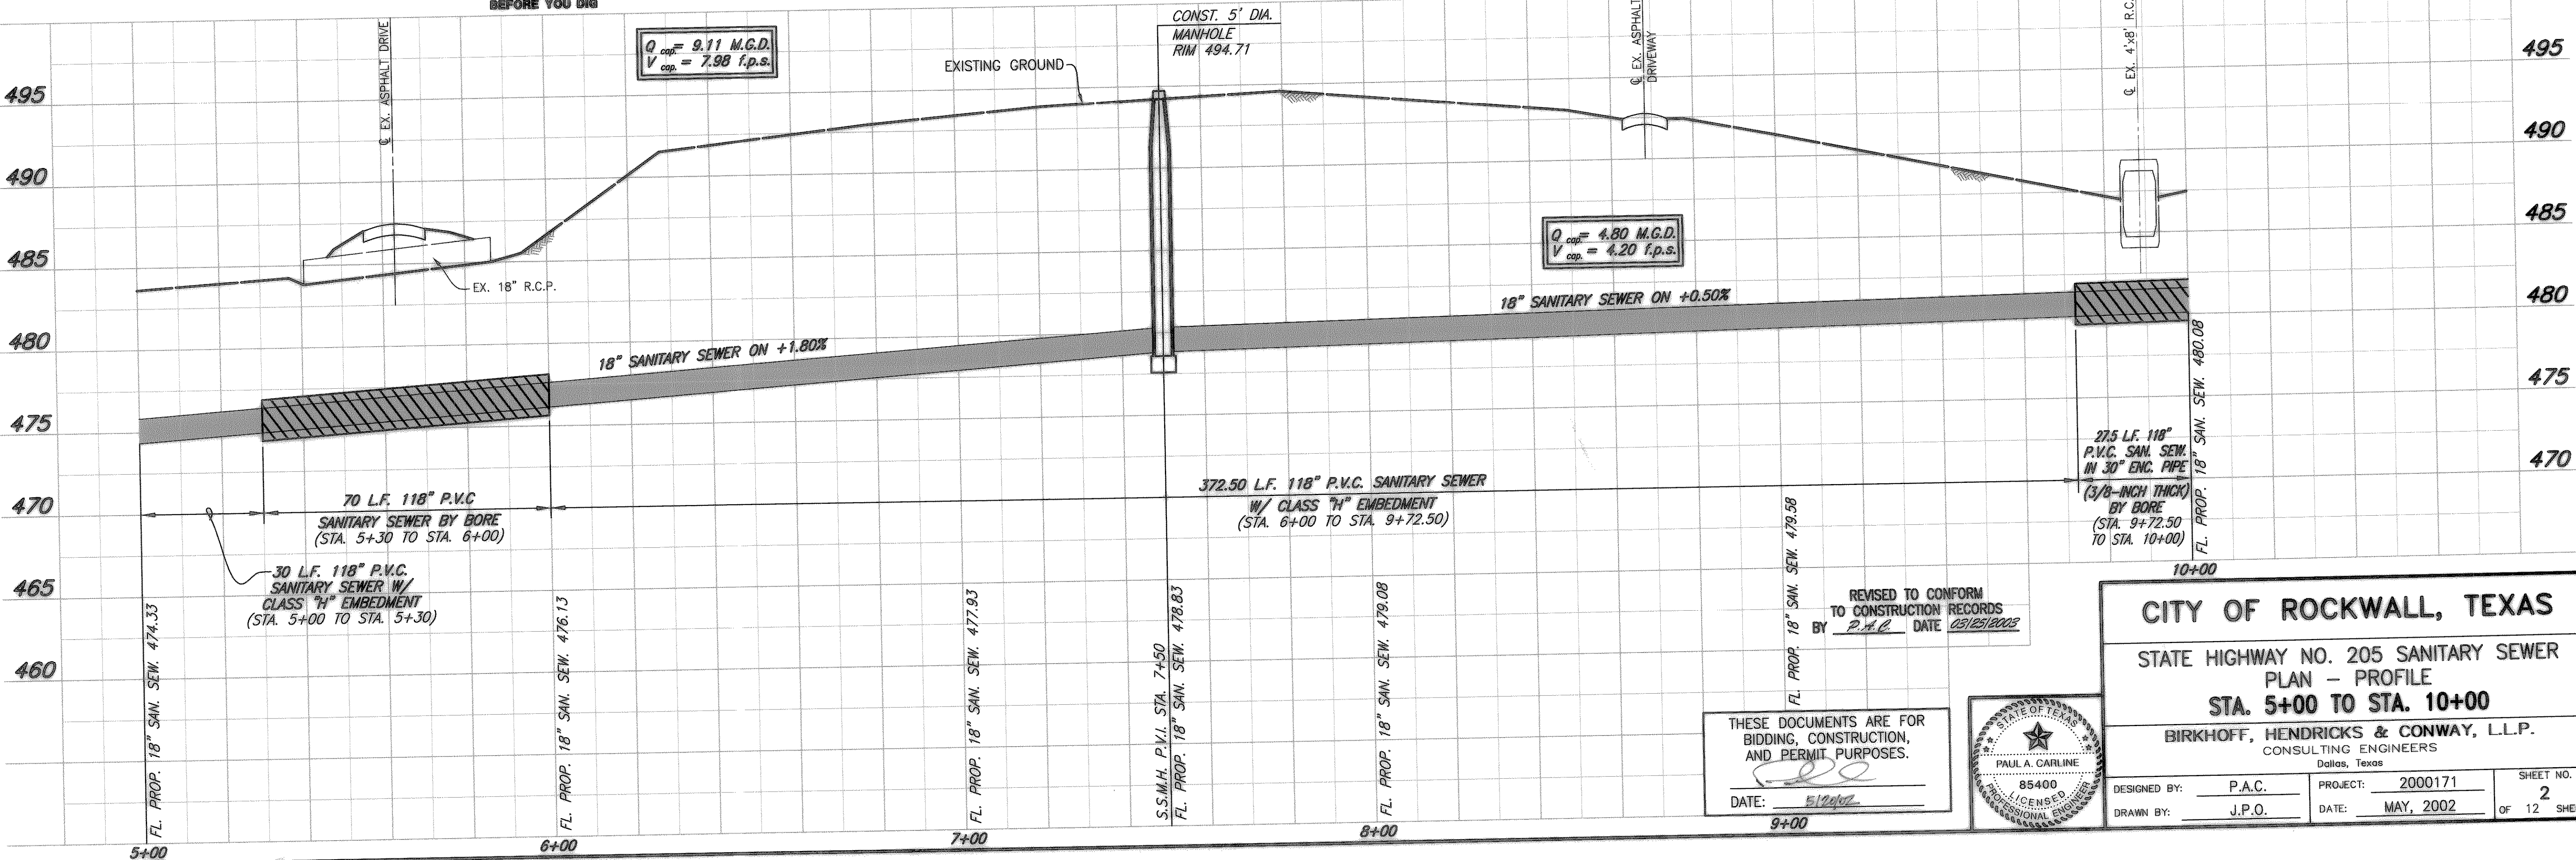 BEFORE YOU DIG
℄ EX. ASPHALT DRIVE
Q cap. = 9.11 M.G.D.
V cap. = 7.98 f.p.s.
EXISTING GROUND
CONST. 5' DIA.
MANHOLE
RIM 494.71
℄ EX. ASPHALT
DRIVEWAY
℄ EX. 4'x8' R.C.
495
490
485
480
475
470
465
460
495
490
485
480
475
470
EX. 18" R.C.P.
Q cap. = 4.80 M.G.D.
V cap. = 4.20 f.p.s.
18" SANITARY SEWER ON +1.80%
18" SANITARY SEWER ON +0.50%
70 L.F. 118" P.V.C
SANITARY SEWER BY BORE
(STA. 5+30 TO STA. 6+00)
30 L.F. 118" P.V.C.
SANITARY SEWER W/
CLASS "H" EMBEDMENT
(STA. 5+00 TO STA. 5+30)
372.50 L.F. 118" P.V.C. SANITARY SEWER
W/ CLASS "H" EMBEDMENT
(STA. 6+00 TO STA. 9+72.50)
27.5 L.F. 118"
P.V.C. SAN. SEW.
IN 30" ENC. PIPE
(3/8-INCH THICK)
BY BORE
(STA. 9+72.50
TO STA. 10+00)
FL. PROP. 18" SAN. SEW. 474.33
FL. PROP. 18" SAN. SEW. 476.13
FL. PROP. 18" SAN. SEW. 477.93
S.S.M.H. P.V.I. STA. 7+50
FL. PROP. 18" SAN. SEW. 478.83
FL. PROP. 18" SAN. SEW. 479.08
FL. PROP. 18" SAN. SEW. 479.58
FL. PROP. 18" SAN. SEW. 480.08
5+00
6+00
7+00
8+00
9+00
10+00
REVISED TO CONFORM
TO CONSTRUCTION RECORDS
BY P.A.C. DATE 03/25/2003
THESE DOCUMENTS ARE FOR
BIDDING, CONSTRUCTION,
AND PERMIT PURPOSES.
DATE: 5/20/02
STATE OF TEXAS
PAUL A. CARLINE
85400
LICENSED
PROFESSIONAL ENGINEER
CITY OF ROCKWALL, TEXAS
STATE HIGHWAY NO. 205 SANITARY SEWER
PLAN – PROFILE
STA. 5+00 TO STA. 10+00
BIRKHOFF, HENDRICKS & CONWAY, L.L.P.
CONSULTING ENGINEERS
Dallas, Texas
DESIGNED BY: P.A.C.
PROJECT: 2000171
SHEET NO.
2
DRAWN BY: J.P.O.
DATE: MAY, 2002
OF 12 SHE